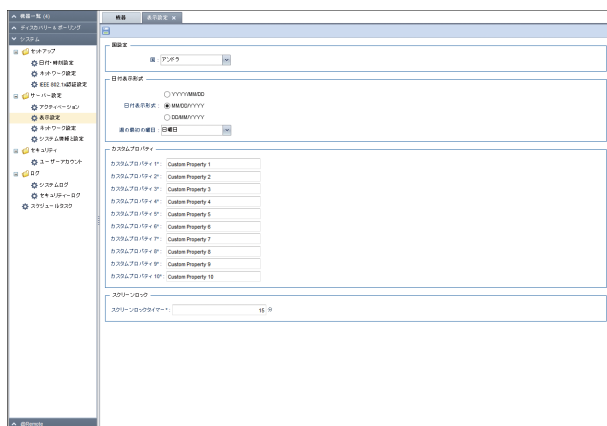 機器一覧 (4)
ディスカバリー & ポーリング
システム
セットアップ
日付・時刻設定
ネットワーク設定
IEEE 802.1x認証設定
サーバー設定
アクティベーション
表示設定
ネットワーク設定
システム情報と設定
セキュリティ
ユーザーアカウント
ログ
システムログ
セキュリティーログ
スケジュールタスク
@Remote
機器
表示設定 ×
国設定
国 : アンドラ
日付表示形式
日付表示形式 :
YYYY/MM/DD
MM/DD/YYYY
DD/MM/YYYY
週の最初の曜日 : 日曜日
カスタムプロパティ
カスタムプロパティ 1* : Custom Property 1
カスタムプロパティ 2* : Custom Property 2
カスタムプロパティ 3* : Custom Property 3
カスタムプロパティ 4* : Custom Property 4
カスタムプロパティ 5* : Custom Property 5
カスタムプロパティ 6* : Custom Property 6
カスタムプロパティ 7* : Custom Property 7
カスタムプロパティ 8* : Custom Property 8
カスタムプロパティ 9* : Custom Property 9
カスタムプロパティ 10* : Custom Property 10
スクリーンロック
スクリーンロックタイマー* : 15 分